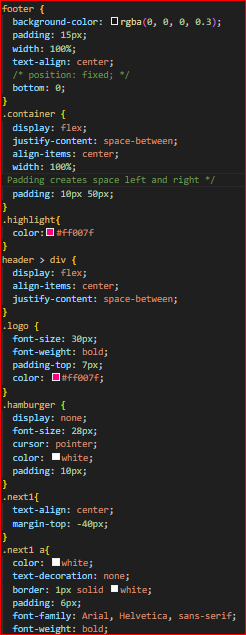 footer {
background-color: rgba(0, 0, 0, 0.3);
padding: 15px;
width: 100%;
text-align: center;
/* position: fixed; */
bottom: 0;
}
.container {
display: flex;
justify-content: space-between;
align-items: center;
width: 100%;
Padding creates space left and right */
padding: 10px 50px;
}
.highlight{
color: #ff007f
}
header > div {
display: flex;
align-items: center;
justify-content: space-between;
}
.logo {
font-size: 30px;
font-weight: bold;
padding-top: 7px;
color: #ff007f;
}
.hamburger {
display: none;
font-size: 28px;
cursor: pointer;
color: white;
padding: 10px;
}
.next1{
text-align: center;
margin-top: -40px;
}
.next1 a{
color: white;
text-decoration: none;
border: 1px solid white;
padding: 6px;
font-family: Arial, Helvetica, sans-serif;
font-weight: bold;